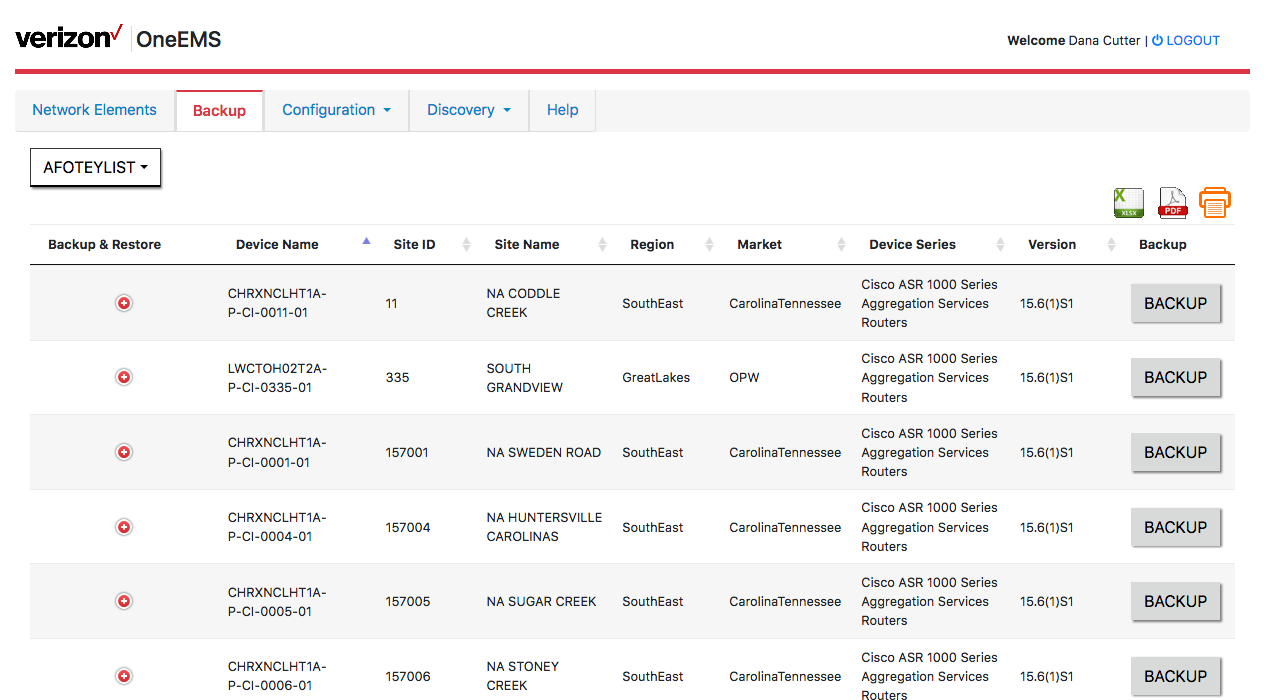 verizon OneEMS
Welcome Dana Cutter | LOGOUT
Network Elements Backup Configuration Discovery Help
AFOTEYLIST
X XLSX PDF
Backup & Restore Device Name Site ID Site Name Region Market Device Series Version Backup
CHRXNCLHT1A-
P-CI-0011-01
11
NA CODDLE
CREEK
SouthEast
CarolinaTennessee
Cisco ASR 1000 Series
Aggregation Services
Routers
15.6(1)S1
BACKUP
LWCTOH02T2A-
P-CI-0335-01
335
SOUTH
GRANDVIEW
GreatLakes
OPW
Cisco ASR 1000 Series
Aggregation Services
Routers
15.6(1)S1
BACKUP
CHRXNCLHT1A-
P-CI-0001-01
157001
NA SWEDEN ROAD
SouthEast
CarolinaTennessee
Cisco ASR 1000 Series
Aggregation Services
Routers
15.6(1)S1
BACKUP
CHRXNCLHT1A-
P-CI-0004-01
157004
NA HUNTERSVILLE
CAROLINAS
SouthEast
CarolinaTennessee
Cisco ASR 1000 Series
Aggregation Services
Routers
15.6(1)S1
BACKUP
CHRXNCLHT1A-
P-CI-0005-01
157005
NA SUGAR CREEK
SouthEast
CarolinaTennessee
Cisco ASR 1000 Series
Aggregation Services
Routers
15.6(1)S1
BACKUP
CHRXNCLHT1A-
P-CI-0006-01
157006
NA STONEY
CREEK
SouthEast
CarolinaTennessee
Cisco ASR 1000 Series
Aggregation Services
Routers
15.6(1)S1
BACKUP